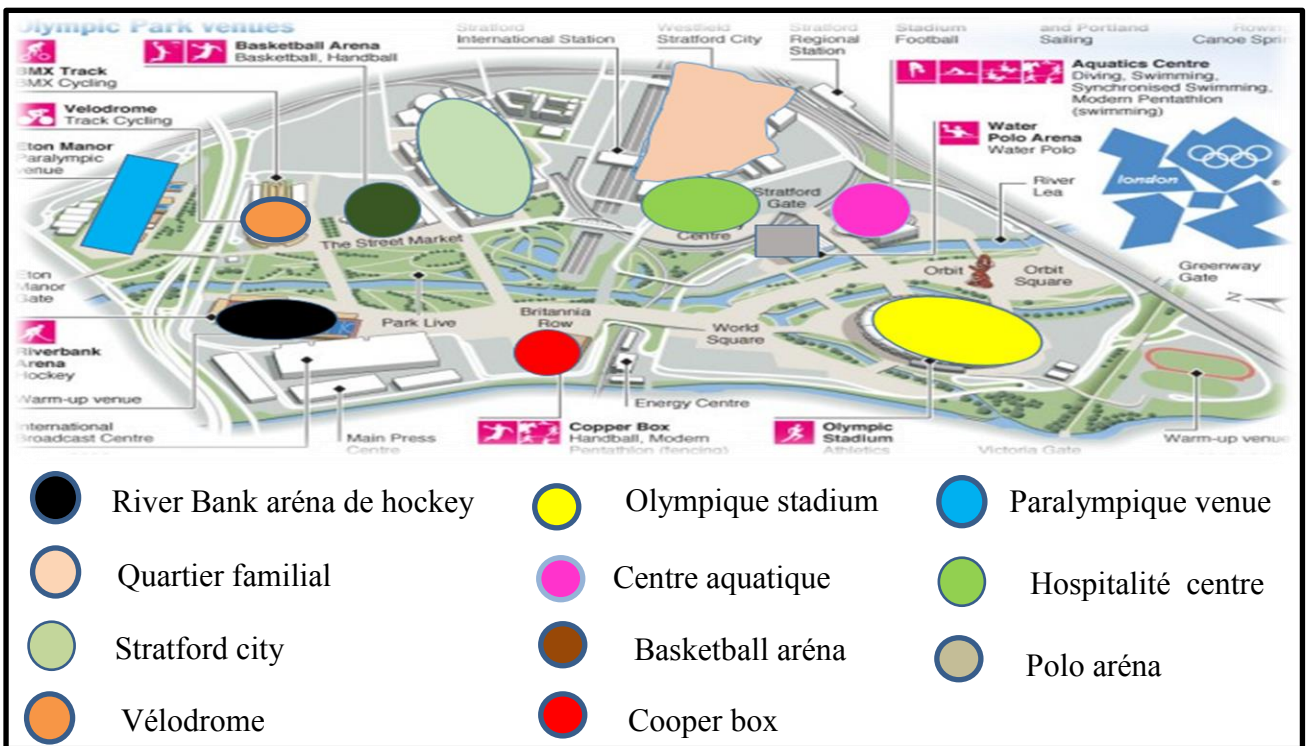 Olympic Park venues
BMX Track
BMX Cycling
Velodrome
Track Cycling
Eton Manor
Paralympic
venue
Basketball Arena
Basketball, Handball
Stratford
International Station
Westfield
Stratford City
Stratford
Regional
Station
Stadium
Football
and Portland
Sailing
Rowing
Canoe Sprin
Aquatics Centre
Diving, Swimming,
Synchronised Swimming,
Modern Pentathlon
(swimming)
Water
Polo Arena
Water Polo
River
Lea
london
Stratford
Gate
Centre
The Street Market
Eton
Manor
Gate
Orbit
Orbit
Square
Greenway
Gate
N
Park Live
Britannia
Row
World
Square
Riverbank
Arena
Hockey
Warm-up venue
International
Broadcast Centre
Main Press
Centre
Energy Centre
Copper Box
Handball, Modern
Pentathlon (fencing)
Olympic
Stadium
Athletics
Victoria Gate
Warm-up venue
River Bank aréna de hockey
Olympique stadium
Paralympique venue
Quartier familial
Centre aquatique
Hospitalité centre
Stratford city
Basketball aréna
Polo aréna
Vélodrome
Cooper box